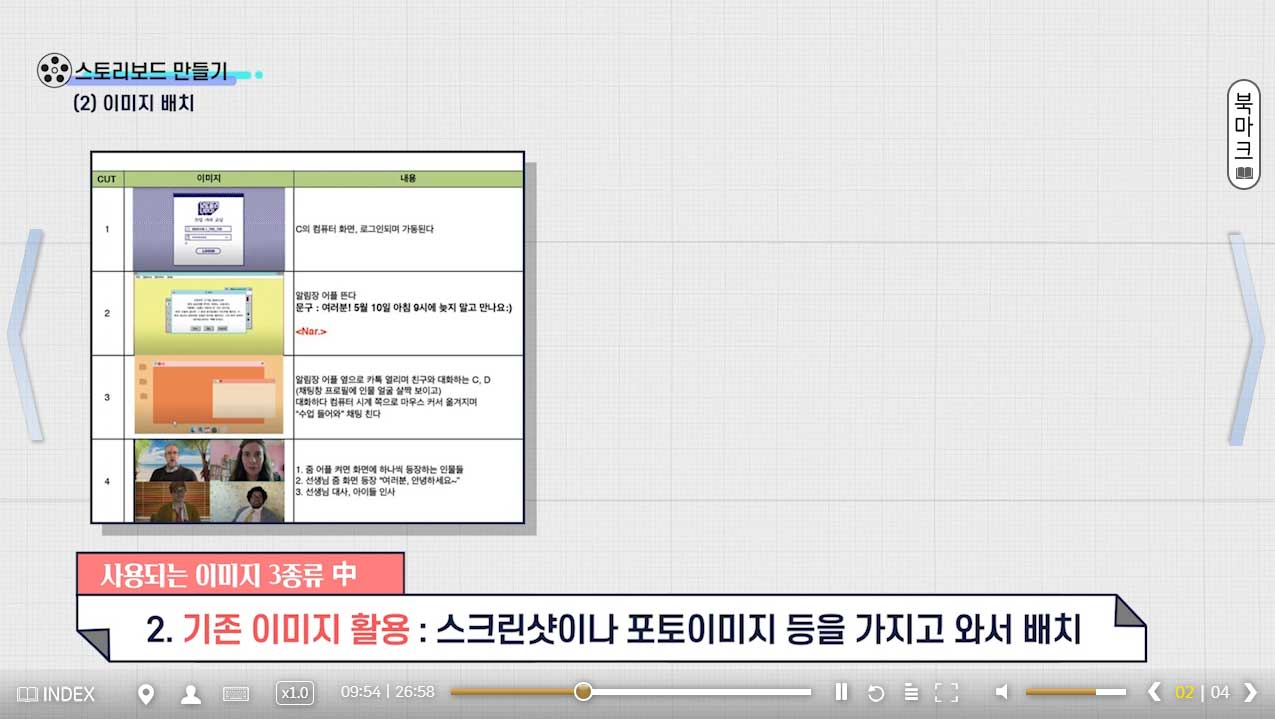 스토리보드 만들기
(2) 이미지 배치
북마크
CUT 이미지 내용
1 C의 컴퓨터 화면, 로그인되며 가동된다
LOGIN
2 알림장 어플 뜬다
문구 : 여러분! 5월 10일 아침 9시에 늦지 말고 만나요:)
<Nar.>
3 알림장 어플 옆으로 카톡 열리며 친구와 대화하는 C, D
(채팅창 프로필에 인물 얼굴 살짝 보이고)
대화하다 컴퓨터 시계 쪽으로 마우스 커서 옮겨지며
"수업 들어와" 채팅 친다
4 1. 줌 어플 켜면 화면에 하나씩 등장하는 인물들
2. 선생님 줌 화면 등장 "여러분, 안녕하세요~"
3. 선생님 대사, 아이들 인사
사용되는 이미지 3종류 中
2. 기존 이미지 활용 : 스크린샷이나 포토이미지 등을 가지고 와서 배치
INDEX x1.0 09:54 | 26:58 02 | 04